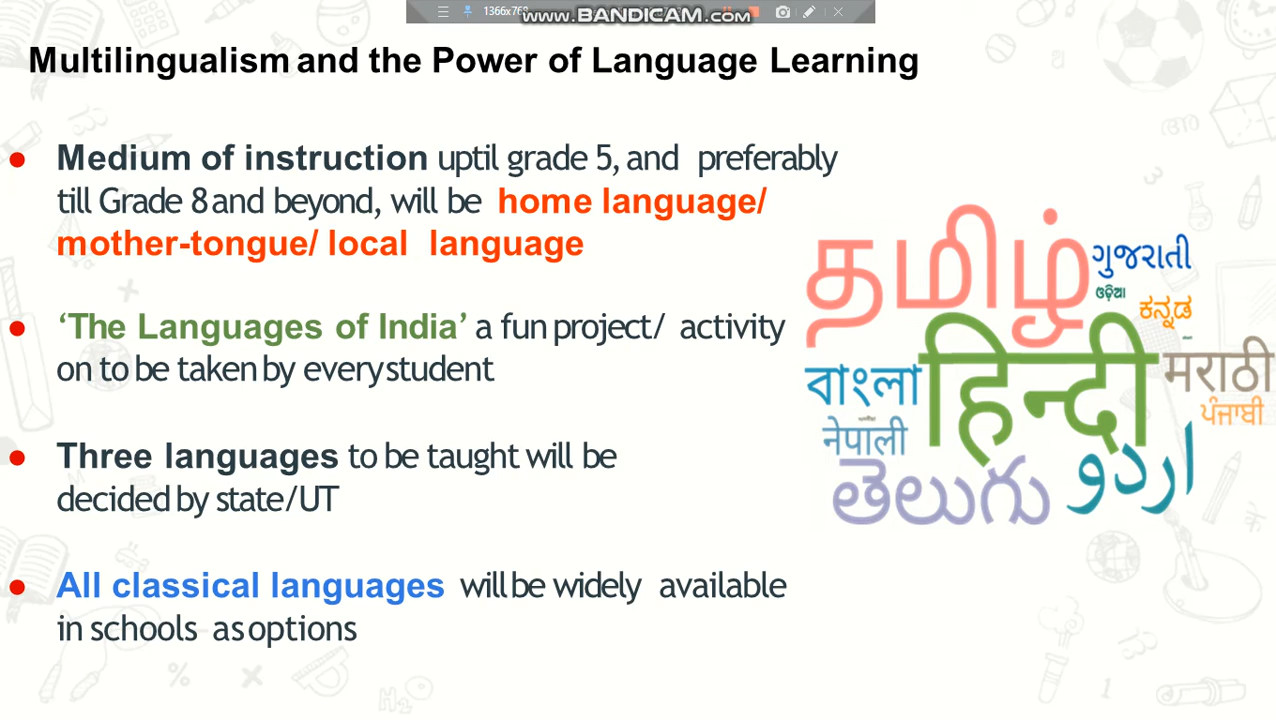 1366x768
www.BANDICAM.com
Multilingualism and the Power of Language Learning
Medium of instruction uptil grade 5, and preferably
till Grade 8 and beyond, will be home language/
mother-tongue/ local language
‘The Languages of India’ a fun project/ activity
on to be taken by every student
Three languages to be taught will be
decided by state/UT
All classical languages will be widely available
in schools as options
தமிழ்
ગુજરાતી
ଓଡ଼ିଆ
ಕನ್ನಡ
বাংলা
हिन्दी
मराठी
नेपाली
ਪੰਜਾਬੀ
తెలుగు
اردو
H₂O